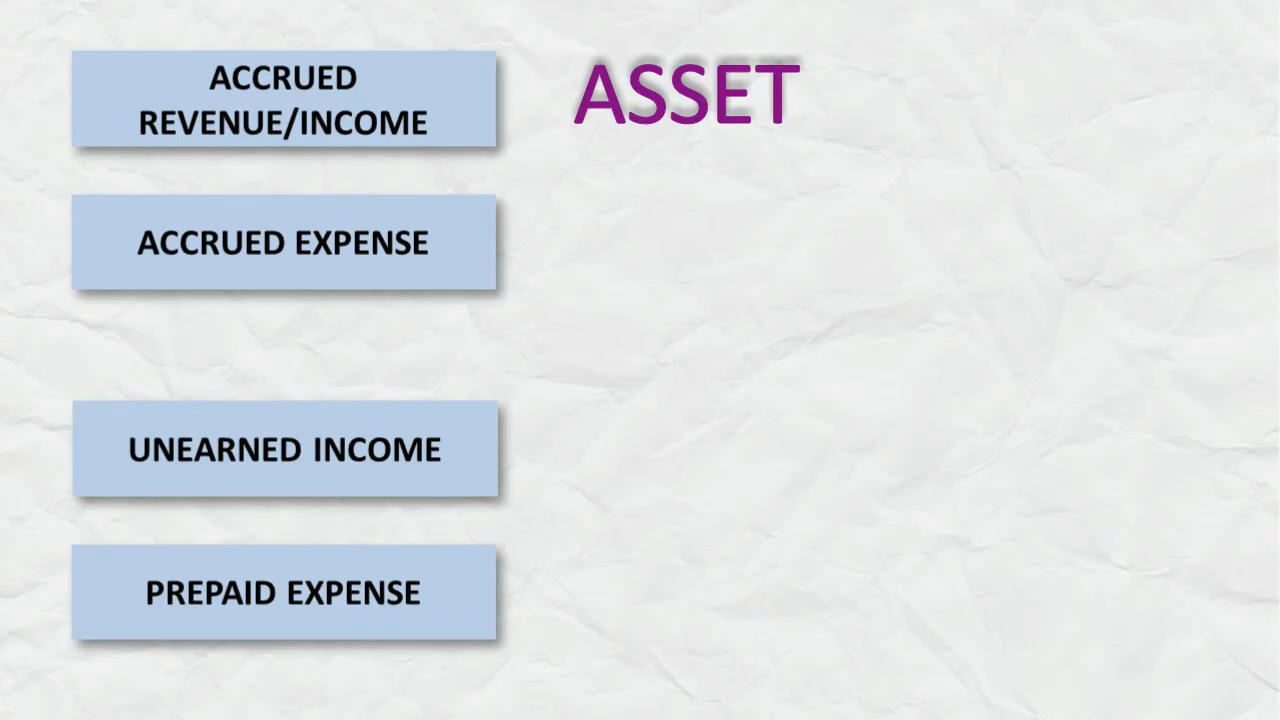 ACCRUED
REVENUE/INCOME
ASSET
ACCRUED EXPENSE
UNEARNED INCOME
PREPAID EXPENSE